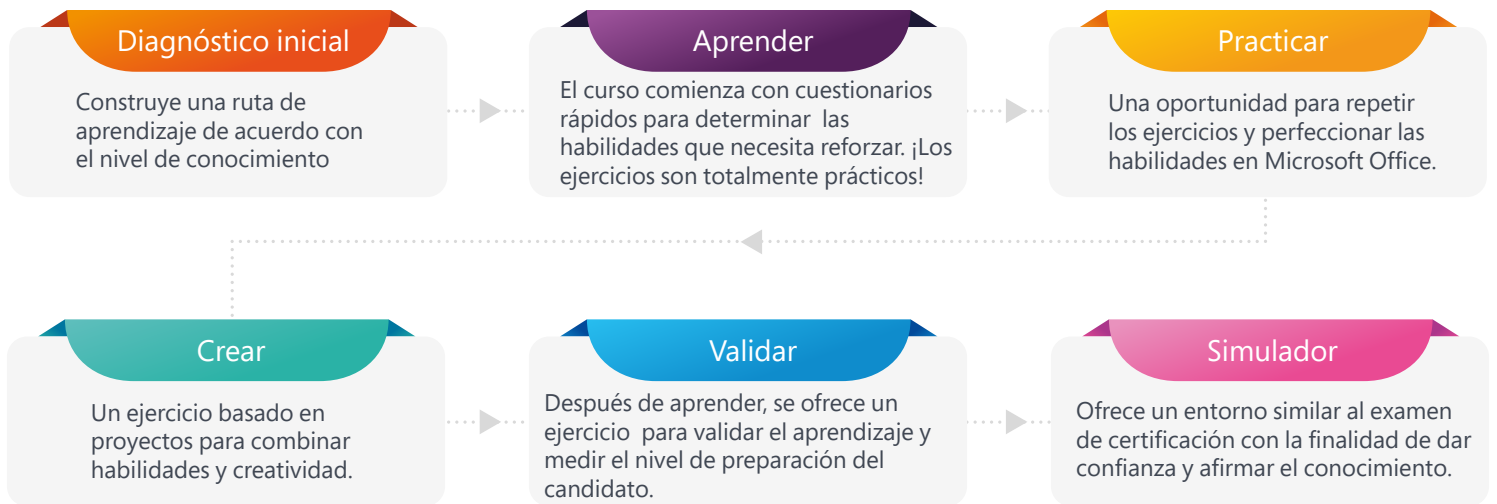 Diagnóstico inicial
Construye una ruta de
aprendizaje de acuerdo con
el nivel de conocimiento
Aprender
El curso comienza con cuestionarios
rápidos para determinar las
habilidades que necesita reforzar. ¡Los
ejercicios son totalmente prácticos!
Practicar
Una oportunidad para repetir
los ejercicios y perfeccionar las
habilidades en Microsoft Office.
Crear
Un ejercicio basado en
proyectos para combinar
habilidades y creatividad.
Validar
Después de aprender, se ofrece un
ejercicio para validar el aprendizaje y
medir el nivel de preparación del
candidato.
Simulador
Ofrece un entorno similar al examen
de certificación con la finalidad de dar
confianza y afirmar el conocimiento.